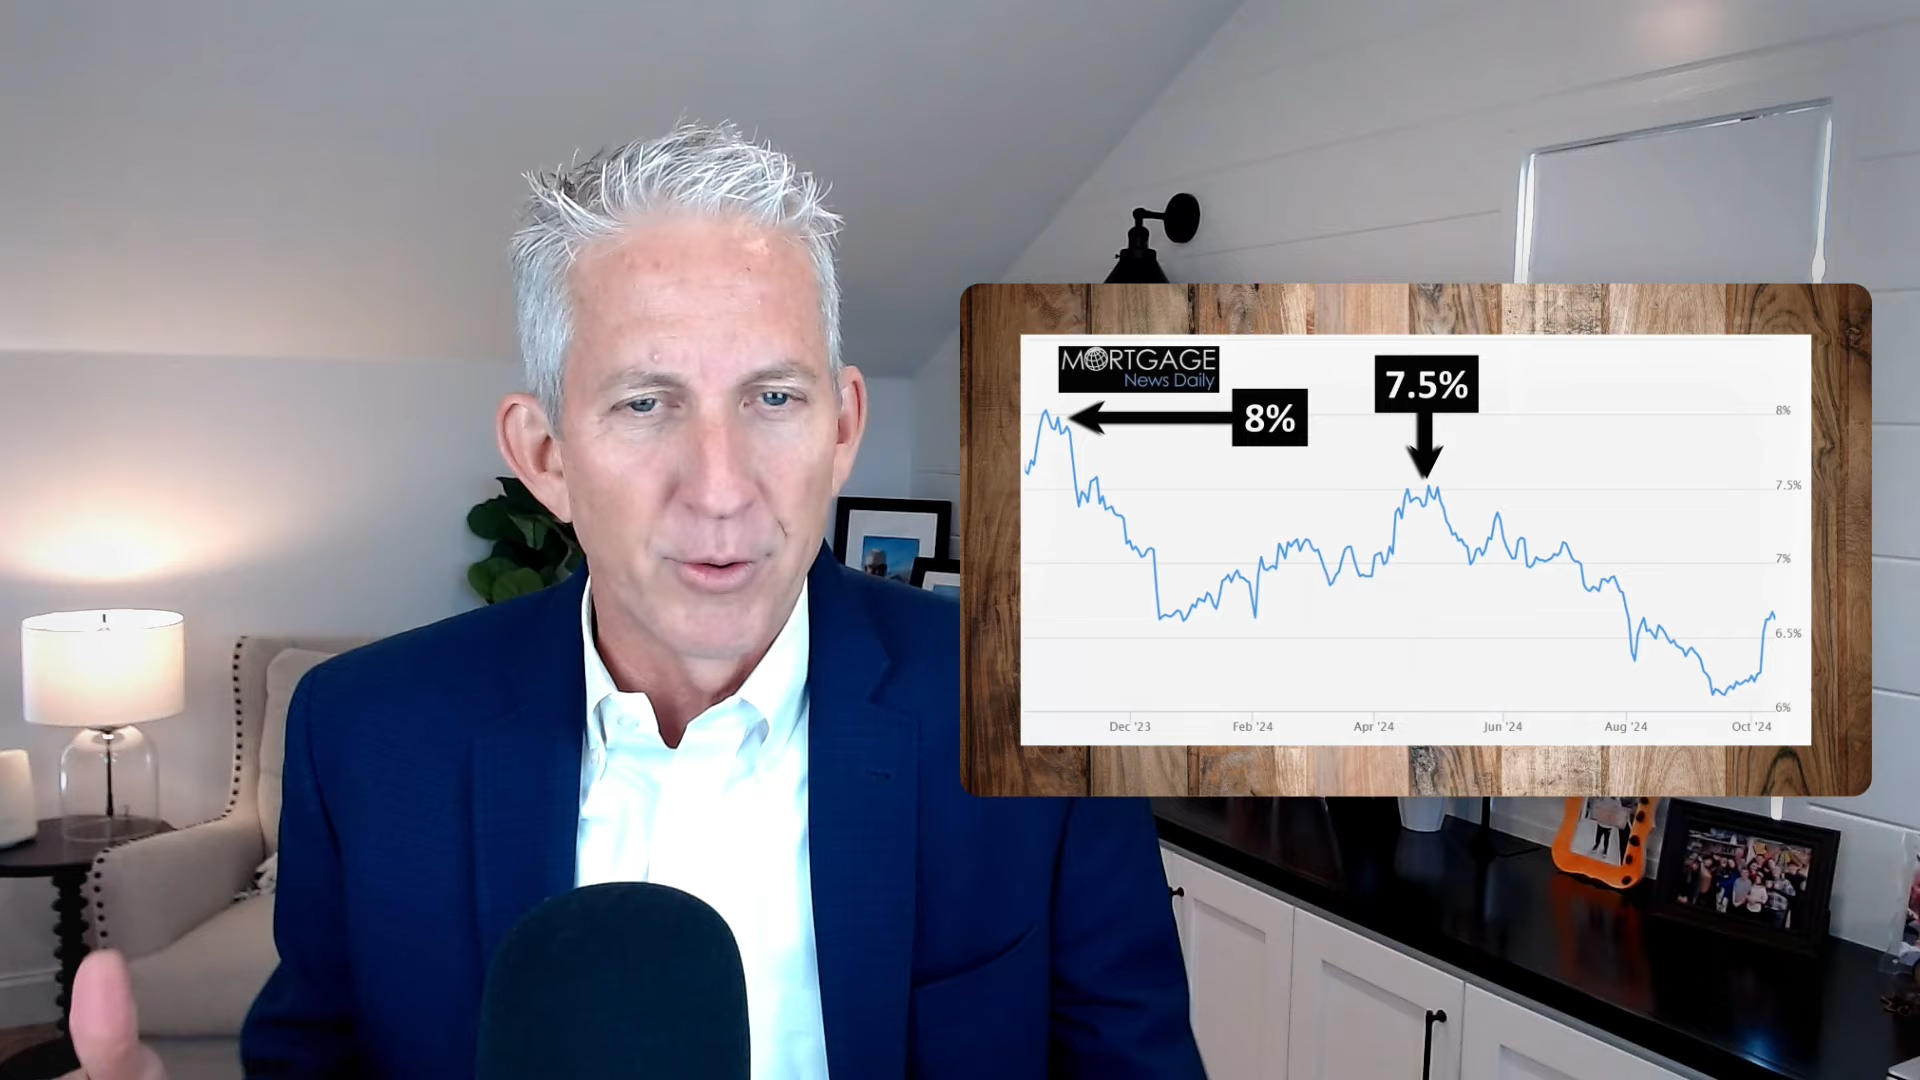 MORTGAGE
News Daily
8%
7.5%
8%
7.5%
7%
6.5%
6%
Dec '23
Feb '24
Apr '24
Jun '24
Aug '24
Oct '24